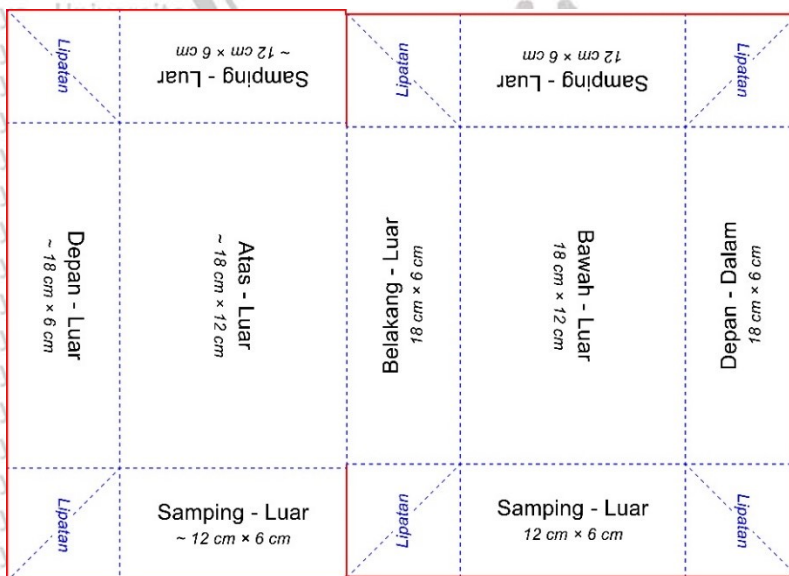 Lipatan
~ 12 cm × 6 cm
Samping - Luar
Lipatan
12 cm × 6 cm
Samping - Luar
Lipatan
Depan - Luar
~ 18 cm × 6 cm
Atas - Luar
~ 18 cm × 12 cm
Belakang - Luar
18 cm × 6 cm
Bawah - Luar
18 cm × 12 cm
Depan - Dalam
18 cm × 6 cm
Lipatan
Samping - Luar
~ 12 cm × 6 cm
Lipatan
Samping - Luar
12 cm × 6 cm
Lipatan